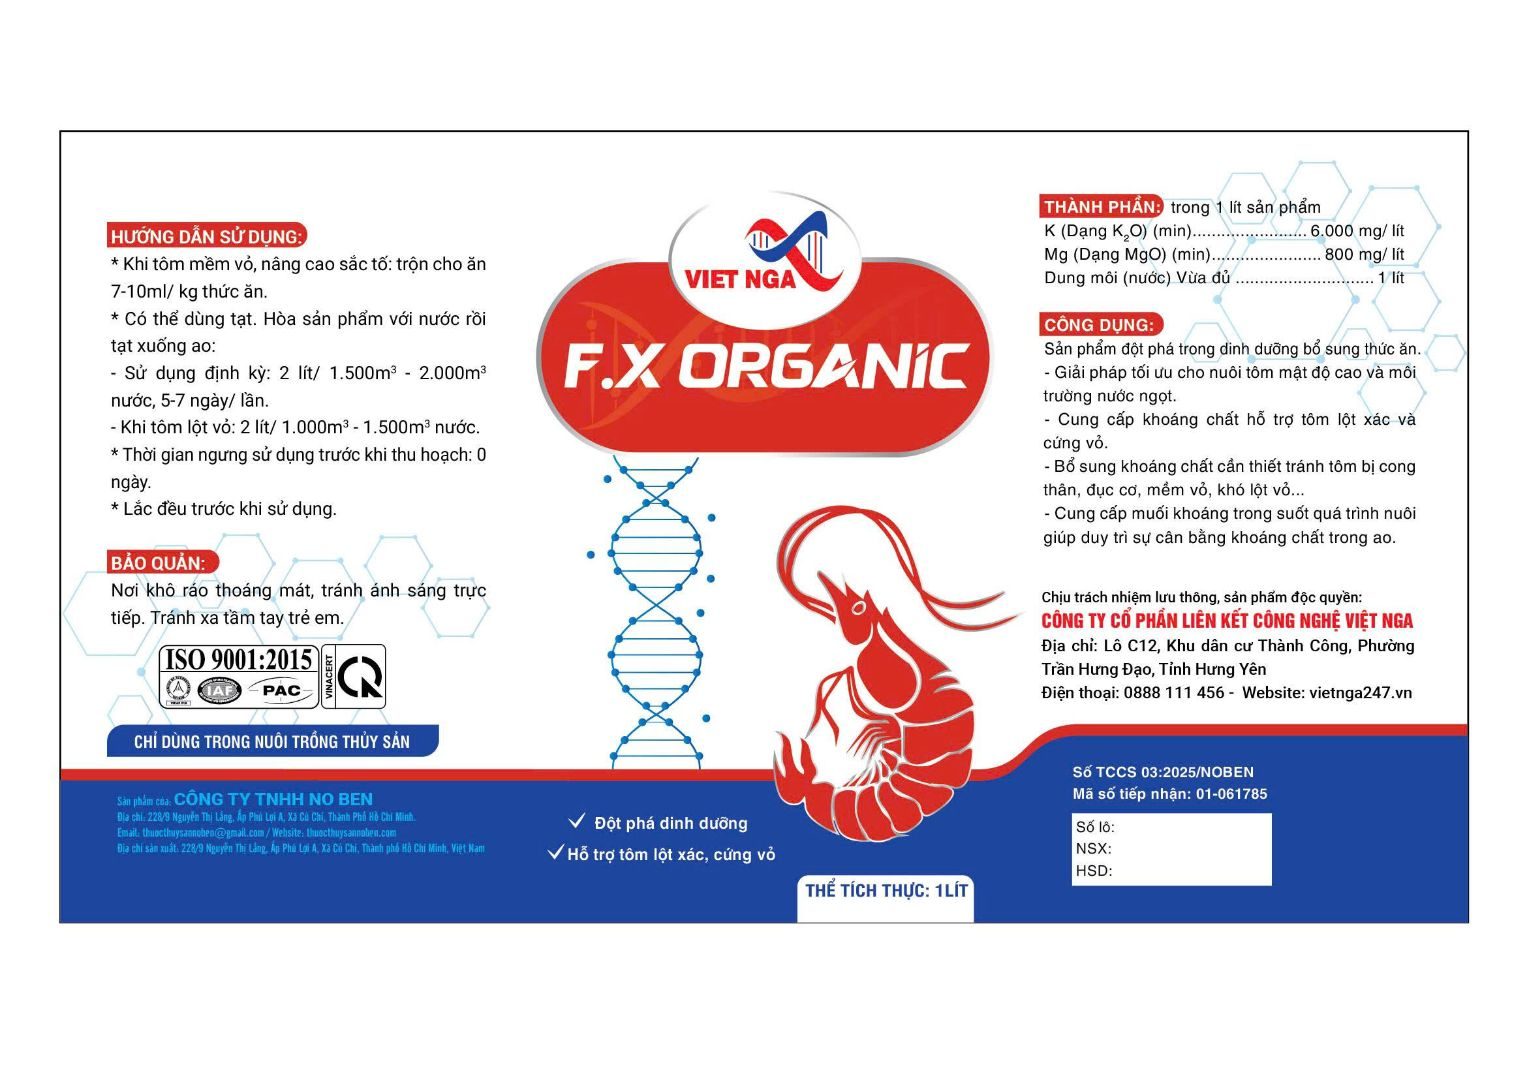 HƯỚNG DẪN SỬ DỤNG:
* Khi tôm mềm vỏ, nâng cao sắc tố: trộn cho ăn
7-10ml/ kg thức ăn.
* Có thể dùng tạt. Hòa sản phẩm với nước rồi
tạt xuống ao:
- Sử dụng định kỳ: 2 lít/ 1.500m³ - 2.000m³
nước, 5-7 ngày/ lần.
- Khi tôm lột vỏ: 2 lít/ 1.000m³ - 1.500m³ nước.
* Thời gian ngưng sử dụng trước khi thu hoạch: 0
ngày.
* Lắc đều trước khi sử dụng.
BẢO QUẢN:
Nơi khô ráo thoáng mát, tránh ánh sáng trực
tiếp. Tránh xa tầm tay trẻ em.
ISO 9001:2015
IAF
PAC
VINACERT
CHỈ DÙNG TRONG NUÔI TRỒNG THỦY SẢN
Sản phẩm của: CÔNG TY TNHH NO BEN
Địa chỉ: 228/9 Nguyễn Thị Lắng, Ấp Phú Lợi A, Xã Củ Chi, Thành Phố Hồ Chí Minh.
Email: thuocthuysannoben@gmail.com / Website: thuocthuysannoben.com
Địa chỉ sản xuất: 228/9 Nguyễn Thị Lắng, Ấp Phú Lợi A, Xã Củ Chi, Thành phố Hồ Chí Minh, Việt Nam
VIET NGA
F.X ORGANIC
Đột phá dinh dưỡng
Hỗ trợ tôm lột xác, cứng vỏ
THỂ TÍCH THỰC: 1 LÍT
THÀNH PHẦN: trong 1 lít sản phẩm
K (Dạng K₂O) (min)........................ 6.000 mg/ lít
Mg (Dạng MgO) (min)....................... 800 mg/ lít
Dung môi (nước) Vừa đủ ............................. 1 lít
CÔNG DỤNG:
Sản phẩm đột phá trong dinh dưỡng bổ sung thức ăn.
- Giải pháp tối ưu cho nuôi tôm mật độ cao và môi
trường nước ngọt.
- Cung cấp khoáng chất hỗ trợ tôm lột xác và
cứng vỏ.
- Bổ sung khoáng chất cần thiết tránh tôm bị cong
thân, đục cơ, mềm vỏ, khó lột vỏ...
- Cung cấp muối khoáng trong suốt quá trình nuôi
giúp duy trì sự cân bằng khoáng chất trong ao.
Chịu trách nhiệm lưu thông, sản phẩm độc quyền:
CÔNG TY CỔ PHẦN LIÊN KẾT CÔNG NGHỆ VIỆT NGA
Địa chỉ: Lô C12, Khu dân cư Thành Công, Phường
Trần Hưng Đạo, Tỉnh Hưng Yên
Điện thoại: 0888 111 456 - Website: vietnga247.vn
Số TCCS 03:2025/NOBEN
Mã số tiếp nhận: 01-061785
Số lô:
NSX:
HSD: